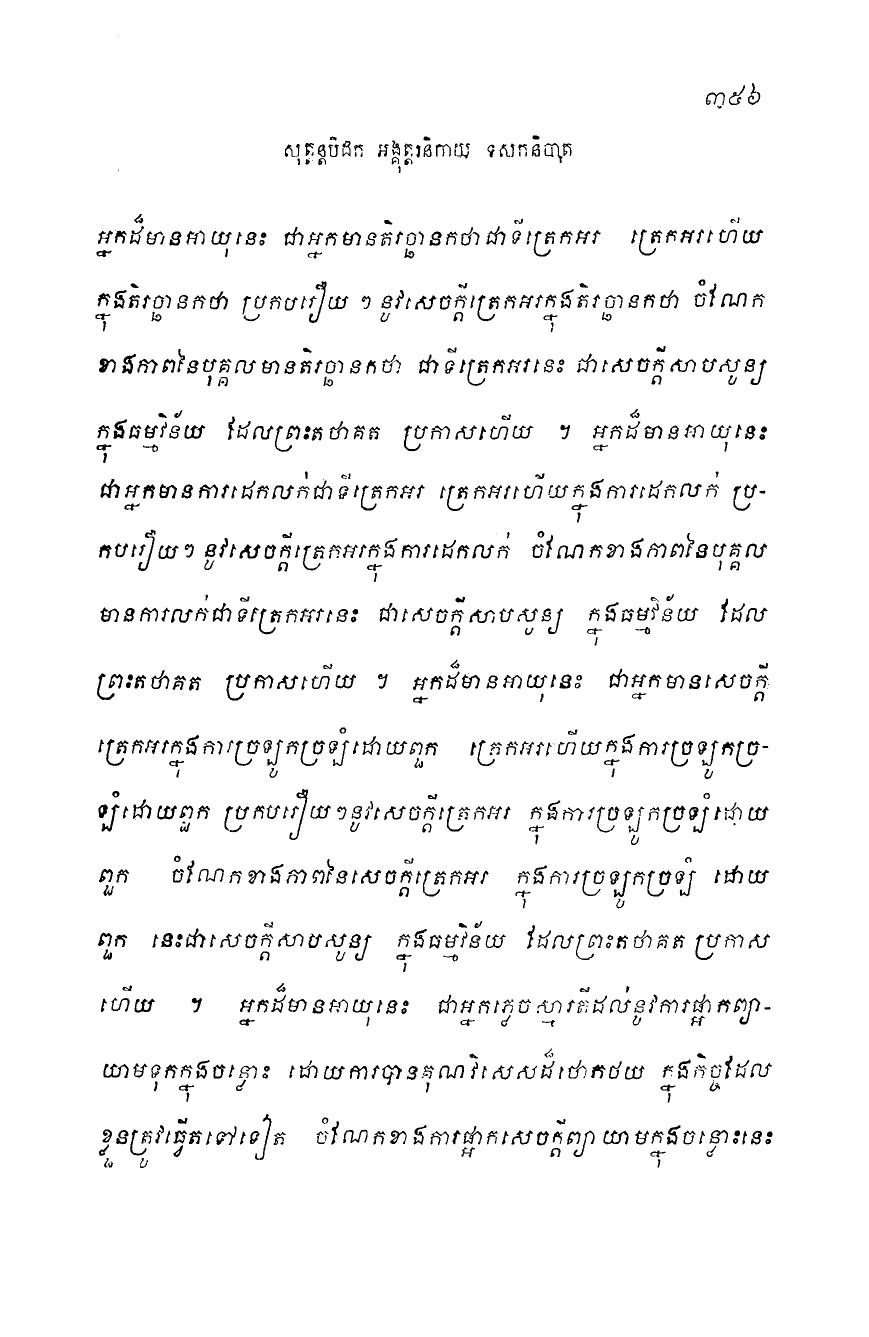 ៣៥៦
សុត្តន្តបិដក អង្គុត្តរនិកាយ ទសកនិបាត
អ្នកដ៏មានអាយុនេះ ជាអ្នកមានតិរច្ឆានកថាជាទីត្រេកអរ ត្រេកអរហើយ
ក្នុងតិរច្ឆានកថា ប្រកបរឿយ ៗ នូវសេចក្តីត្រេកអរក្នុងតិរច្ឆានកថា ចំណែក
ខាងភាពនៃបុគ្គលមានតិរច្ឆានកថា ជាទីត្រេកអរនេះ ជាសេចក្តីសាបសូន្យ
ក្នុងធម្មវិន័យ ដែលព្រះតថាគត ប្រកាសហើយ ។ អ្នកដ៏មានអាយុនេះ
ជាអ្នកមានការដេកលក់ជាទីត្រេកអរ ត្រេកអរហើយក្នុងការដេកលក់ ប្រ-
កបរឿយៗ នូវសេចក្តីត្រេកអរក្នុងការដេកលក់ ចំណែកខាងភាពនៃបុគ្គល
មានការលក់ជាទីត្រេកអរនេះ ជាសេចក្តីសាបសូន្យ ក្នុងធម្មវិន័យ ដែល
ព្រះតថាគត ប្រកាសហើយ ។ អ្នកដ៏មានអាយុនេះ ជាអ្នកមានសេចក្តី
ត្រេកអរក្នុងការច្រឡូកច្រឡំដោយពួក ត្រេកអរហើយក្នុងការច្រឡូកច្រ-
ឡំដោយពួក ប្រកបរឿយៗនូវសេចក្តីត្រេកអរ ក្នុងការច្រឡូកច្រឡំដោយ
ពួក ចំណែកខាងភាពនៃសេចក្តីត្រេកអរ ក្នុងការច្រឡូកច្រឡំ ដោយ
ពួក នេះជាសេចក្តីសាបសូន្យ ក្នុងធម្មវិន័យ ដែលព្រះតថាគត ប្រកាស
ហើយ ។ អ្នកដ៏មានអាយុនេះ ជាអ្នកភ្លេចស្មារតីដល់នូវការផ្អាកព្យា-
យាមទុកក្នុងចន្លោះ ដោយការបានគុណវិសេសដ៏ថោកថយ ក្នុងកិច្ចដែល
ខ្លួនត្រូវធ្វើតទៅទៀត ចំណែកខាងការផ្អាកសេចក្តីព្យាយាមក្នុងចន្លោះនេះ